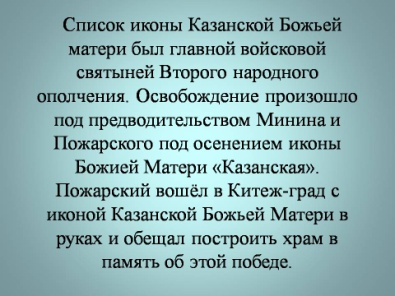 Список иконы Казанской Божьей
матери был главной войсковой
святыней Второго народного
ополчения. Освобождение произошло
под предводительством Минина и
Пожарского под осенением иконы
Божией Матери «Казанская».
Пожарский вошёл в Китеж-град с
иконой Казанской Божьей Матери в
руках и обещал построить храм в
память об этой победе.